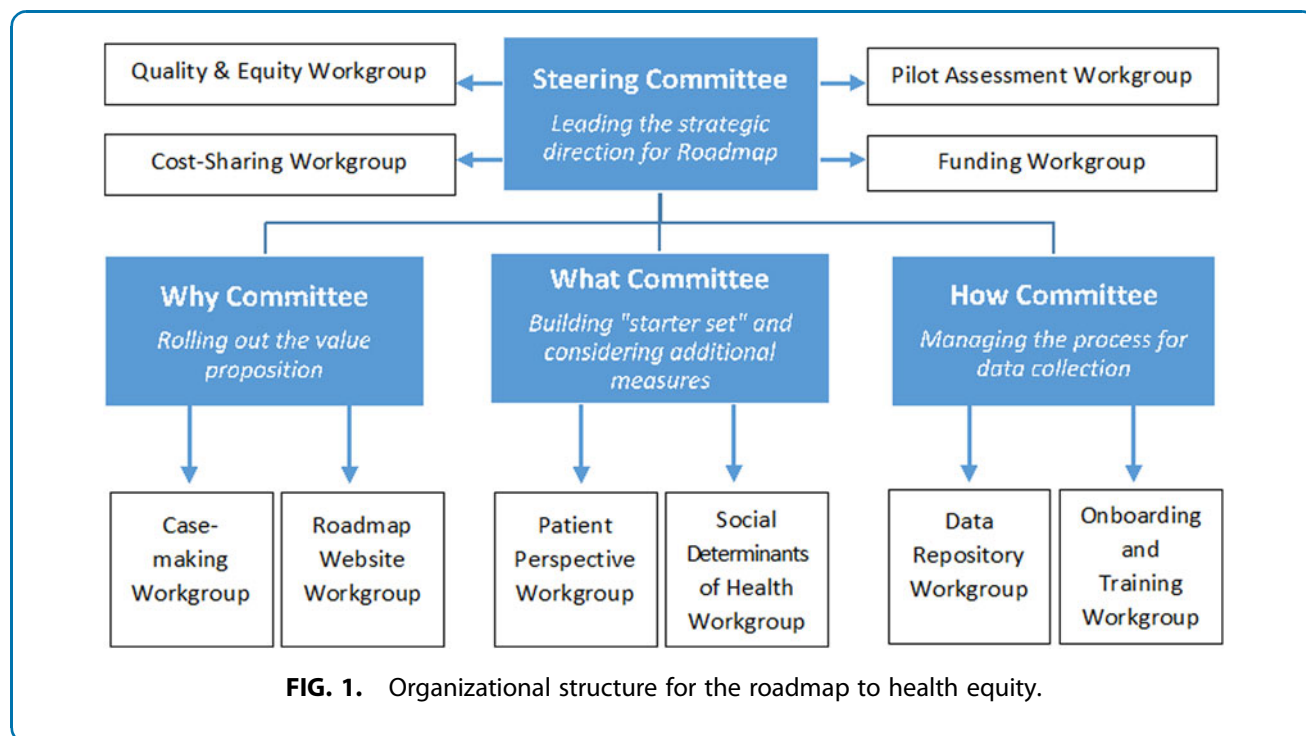 Quality & Equity Workgroup
Cost-Sharing Workgroup
Steering Committee
Leading the strategic
direction for Roadmap
Pilot Assessment Workgroup
Funding Workgroup
Why Committee
Rolling out the value
proposition
What Committee
Building "starter set" and
considering additional
measures
How Committee
Managing the process for
data collection
Case-
making
Workgroup
Roadmap
Website
Workgroup
Patient
Perspective
Workgroup
Social
Determinants
of Health
Workgroup
Data
Repository
Workgroup
Onboarding
and
Training
Workgroup
FIG. 1. Organizational structure for the roadmap to health equity.